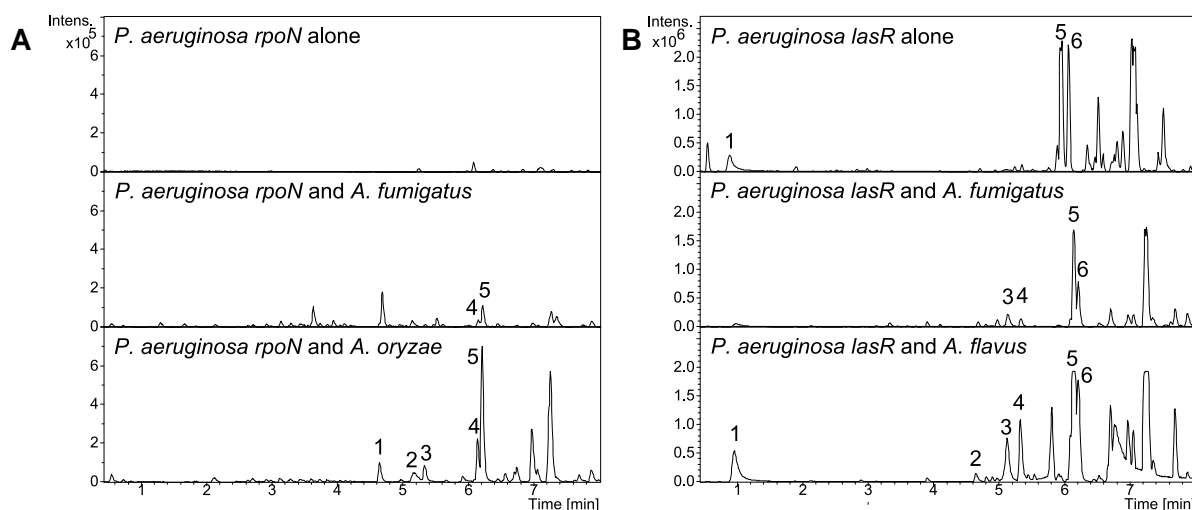 A
Intens.
x10⁵
P. aeruginosa rpoN alone
6
4
2
0
P. aeruginosa rpoN and A. fumigatus
6
4
2
0
4
5
P. aeruginosa rpoN and A. oryzae
6
4
2
0
1
2
3
4
5
1 2 3 4 5 6 7
Time [min]
B
Intens.
x10⁶
P. aeruginosa lasR alone
2.0
1.5
1.0
0.5
0.0
1
5
6
P. aeruginosa lasR and A. fumigatus
2.0
1.5
1.0
0.5
0.0
3
4
5
6
P. aeruginosa lasR and A. flavus
2.0
1.5
1.0
0.5
0.0
1
2
3
4
5
6
1 2 3 4 5 6 7
Time [min]